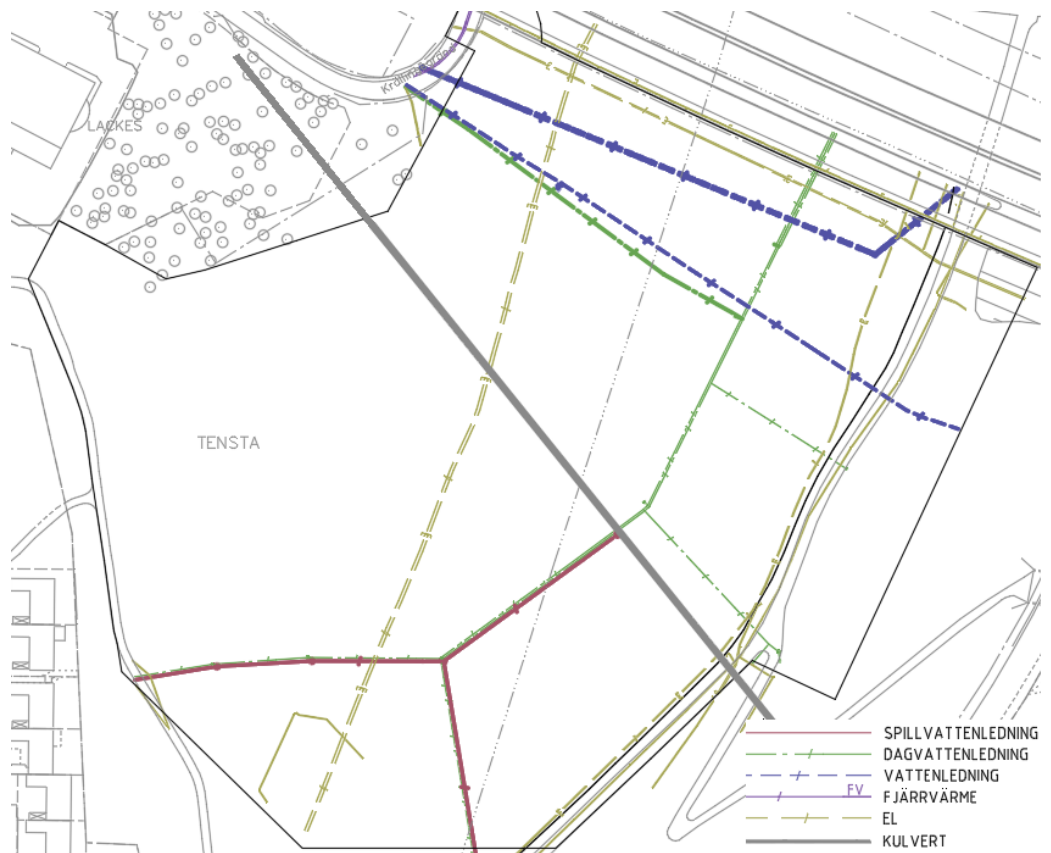 LACKES
TENSTA
SPILLVATTENLEDNING
DAGVATTENLEDNING
VATTENLEDNING
FV
FJÄRRVÄRME
EL
KULVERT